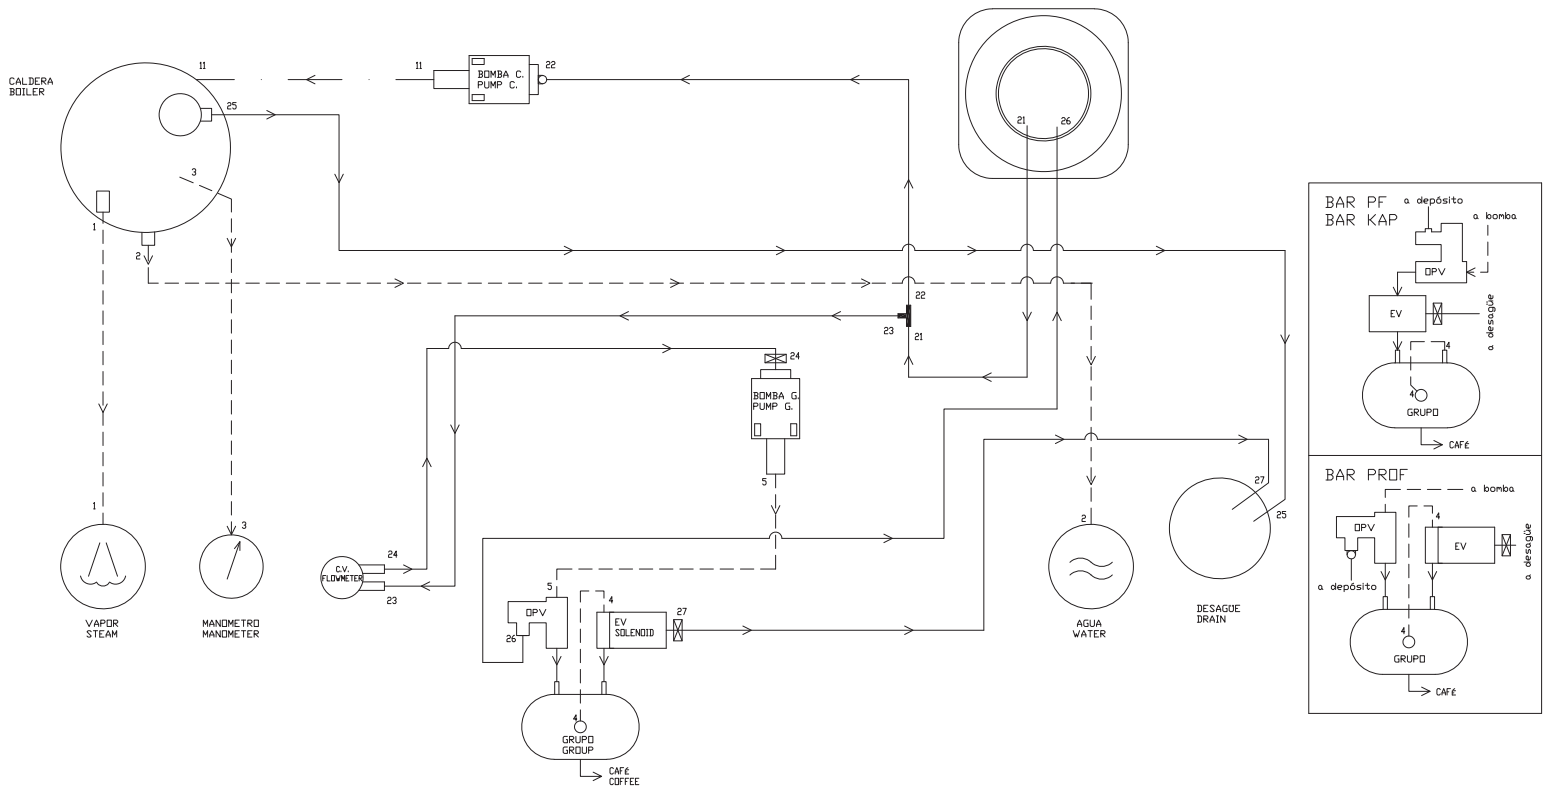 CALDERA
BOILER
11
25
3
1
2
11
BOMBA C.
PUMP C.
22
21
26
22
23
21
24
BOMBA G.
PUMP G.
5
1
VAPOR
STEAM
3
MANOMETRO
MANOMETER
C.V.
FLOWMETER
24
23
5
OPV
26
4
EV
SOLENOID
27
4
GRUPO
GROUP
CAFÉ
COFFEE
2
AGUA
WATER
27
25
DESAGÜE
DRAIN
BAR PF
BAR KAP
a depósito
a bomba
OPV
EV
a desagüe
4
4
GRUPO
CAFÉ
BAR PROF
a bomba
4
OPV
EV
a desagüe
a depósito
4
GRUPO
CAFÉ